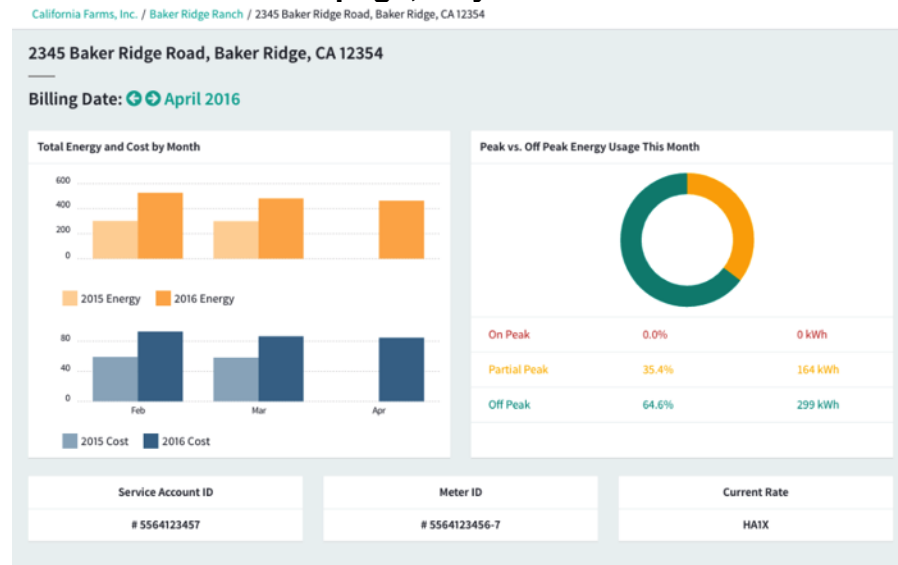 California Farms, Inc. / Baker Ridge Ranch / 2345 Baker Ridge Road, Baker Ridge, CA 12354
2345 Baker Ridge Road, Baker Ridge, CA 12354
Billing Date: April 2016
Total Energy and Cost by Month
600
400
200
0
2015 Energy 2016 Energy
80
40
0
Feb Mar Apr
2015 Cost 2016 Cost
Peak vs. Off Peak Energy Usage This Month
On Peak 0.0% 0 kWh
Partial Peak 35.4% 164 kWh
Off Peak 64.6% 299 kWh
Service Account ID
# 5564123457
Meter ID
# 5564123456-7
Current Rate
HA1X